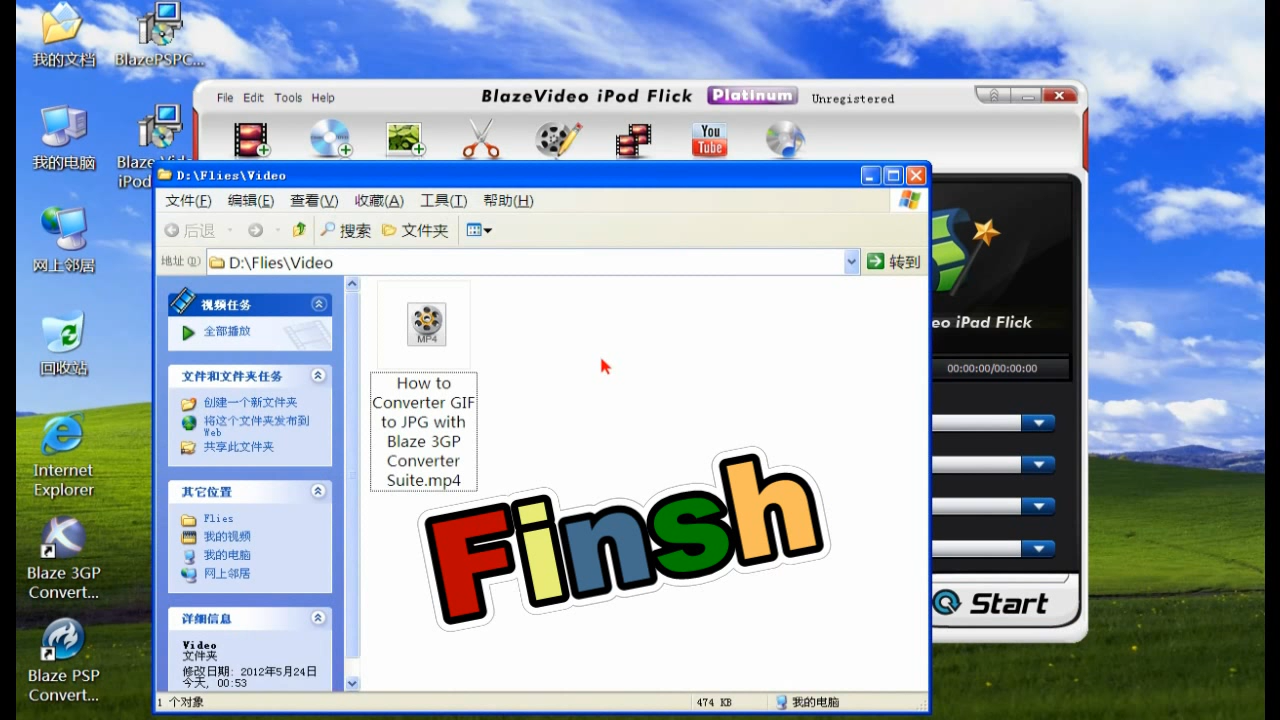 我的文档
BlazePSPC...
我的电脑
网上邻居
回收站
Internet
Explorer
Blaze 3GP
Convert...
Blaze PSP
Convert...
File Edit Tools Help
BlazeVideo iPod Flick Platinum Unregistered
You
Tube
D:\Flies\Video
文件(F) 编辑(E) 查看(V) 收藏(A) 工具(T) 帮助(H)
后退 搜索 文件夹
地址(D) D:\Flies\Video 转到
视频任务
全部播放
文件和文件夹任务
创建一个新文件夹
将这个文件夹发布到
Web
共享此文件夹
其它位置
Flies
我的视频
我的电脑
网上邻居
详细信息
Video
文件夹
修改日期: 2012年5月24日
今天, 00:53
MP4
How to
Converter GIF
to JPG with
Blaze 3GP
Converter
Suite.mp4
Finsh
1 个对象 474 KB 我的电脑
eo iPad Flick
00:00:00/00:00:00
Start